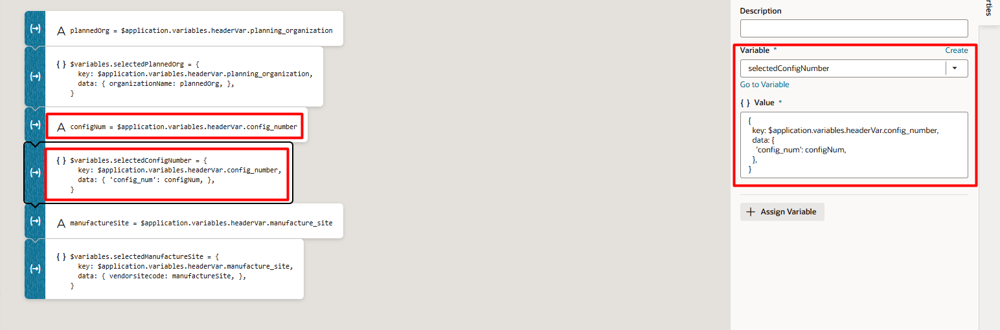 plannedOrg = $application.variables.headerVar.planning_organization
{ } $variables.selectedPlannedOrg = {
key: $application.variables.headerVar.planning_organization,
data: { organizationName: plannedOrg, },
}
configNum = $application.variables.headerVar.config_number
{ } $variables.selectedConfigNumber = {
key: $application.variables.headerVar.config_number,
data: { 'config_num': configNum, },
}
manufactureSite = $application.variables.headerVar.manufacture_site
{ } $variables.selectedManufactureSite = {
key: $application.variables.headerVar.manufacture_site,
data: { vendorsitecode: manufactureSite, },
}
Description
Variable *
Create
selectedConfigNumber
Go to Variable
{ } Value *
{
key: $application.variables.headerVar.config_number,
data: {
'config_num': configNum,
},
}
+ Assign Variable